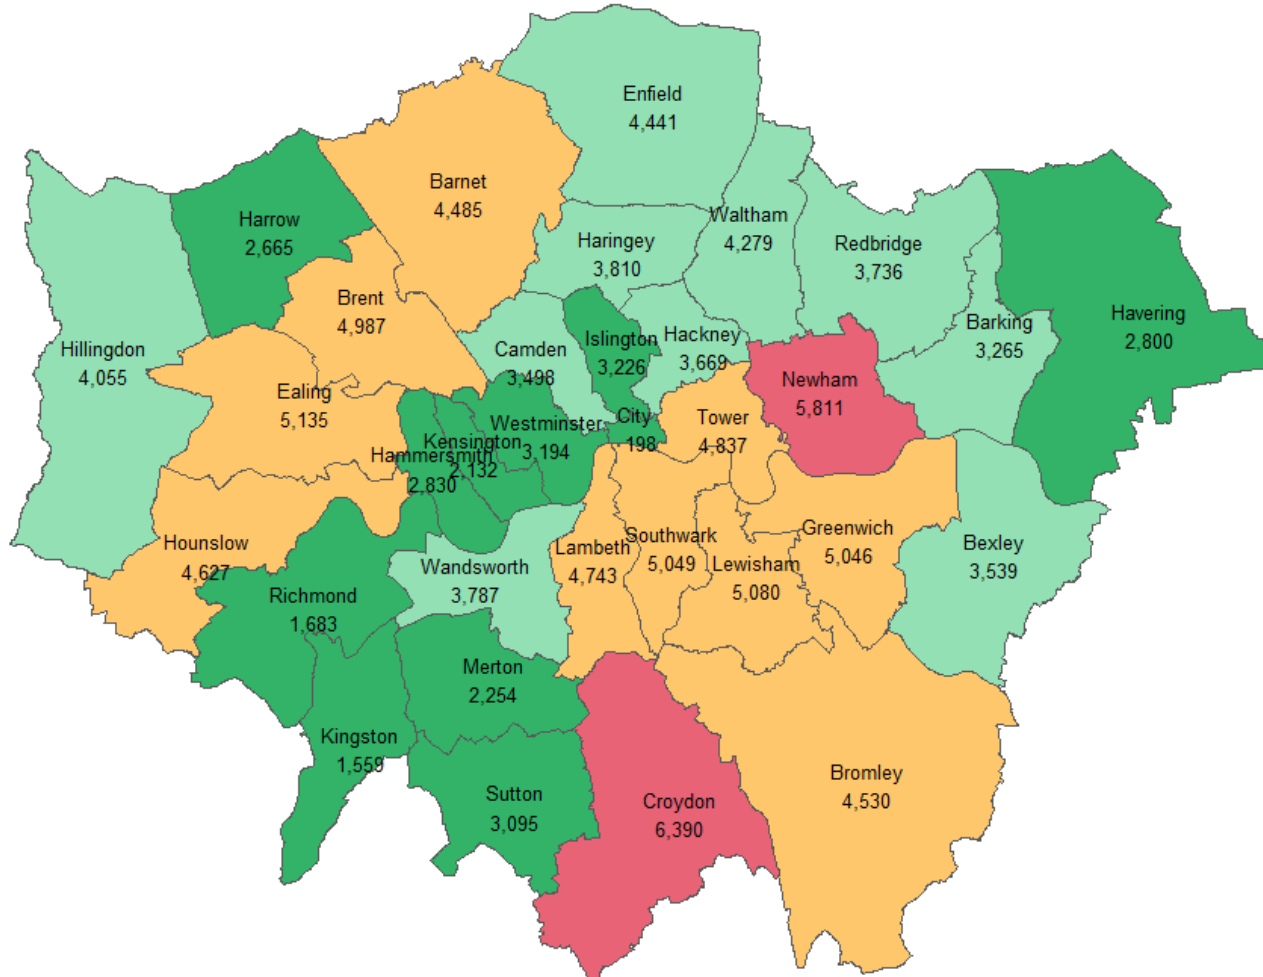 Enfield
4,441
Barnet
4,485
Harrow
2,665
Waltham
4,279
Haringey
3,810
Redbridge
3,736
Brent
4,987
Hillingdon
4,055
Camden
3,498
Islington
3,226
Hackney
3,669
Barking
3,265
Havering
2,800
Ealing
5,135
Newham
5,811
Hammersmith
2,830
Kensington
2,132
Westminster
3,194
City
198
Tower
4,837
Hounslow
4,627
Richmond
1,683
Wandsworth
3,787
Lambeth
4,743
Southwark
5,049
Lewisham
5,080
Greenwich
5,046
Bexley
3,539
Merton
2,254
Kingston
1,559
Sutton
3,095
Croydon
6,390
Bromley
4,530